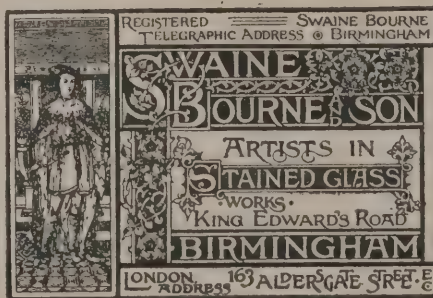 REGISTERED SWAINE BOURNE
TELEGRAPHIC ADDRESS BIRMINGHAM
SWAINE
BOURNE AND SON
ARTISTS IN
STAINED GLASS
WORKS·
KING EDWARD'S ROAD
·BIRMINGHAM
LONDON ADDRESS 163 ALDERSGATE STREET. E.C